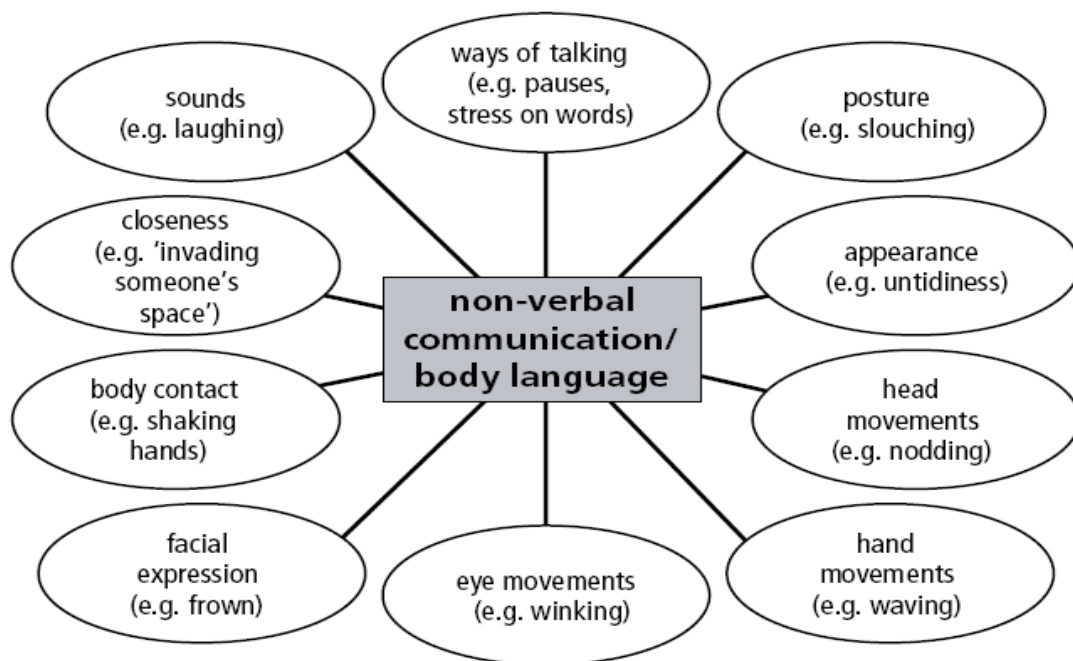 ways of talking
(e.g. pauses,
stress on words)
sounds
(e.g. laughing)
posture
(e.g. slouching)
closeness
(e.g. ‘invading
someone’s
space’)
appearance
(e.g. untidiness)
non-verbal
communication/
body language
body contact
(e.g. shaking
hands)
head
movements
(e.g. nodding)
facial
expression
(e.g. frown)
eye movements
(e.g. winking)
hand
movements
(e.g. waving)